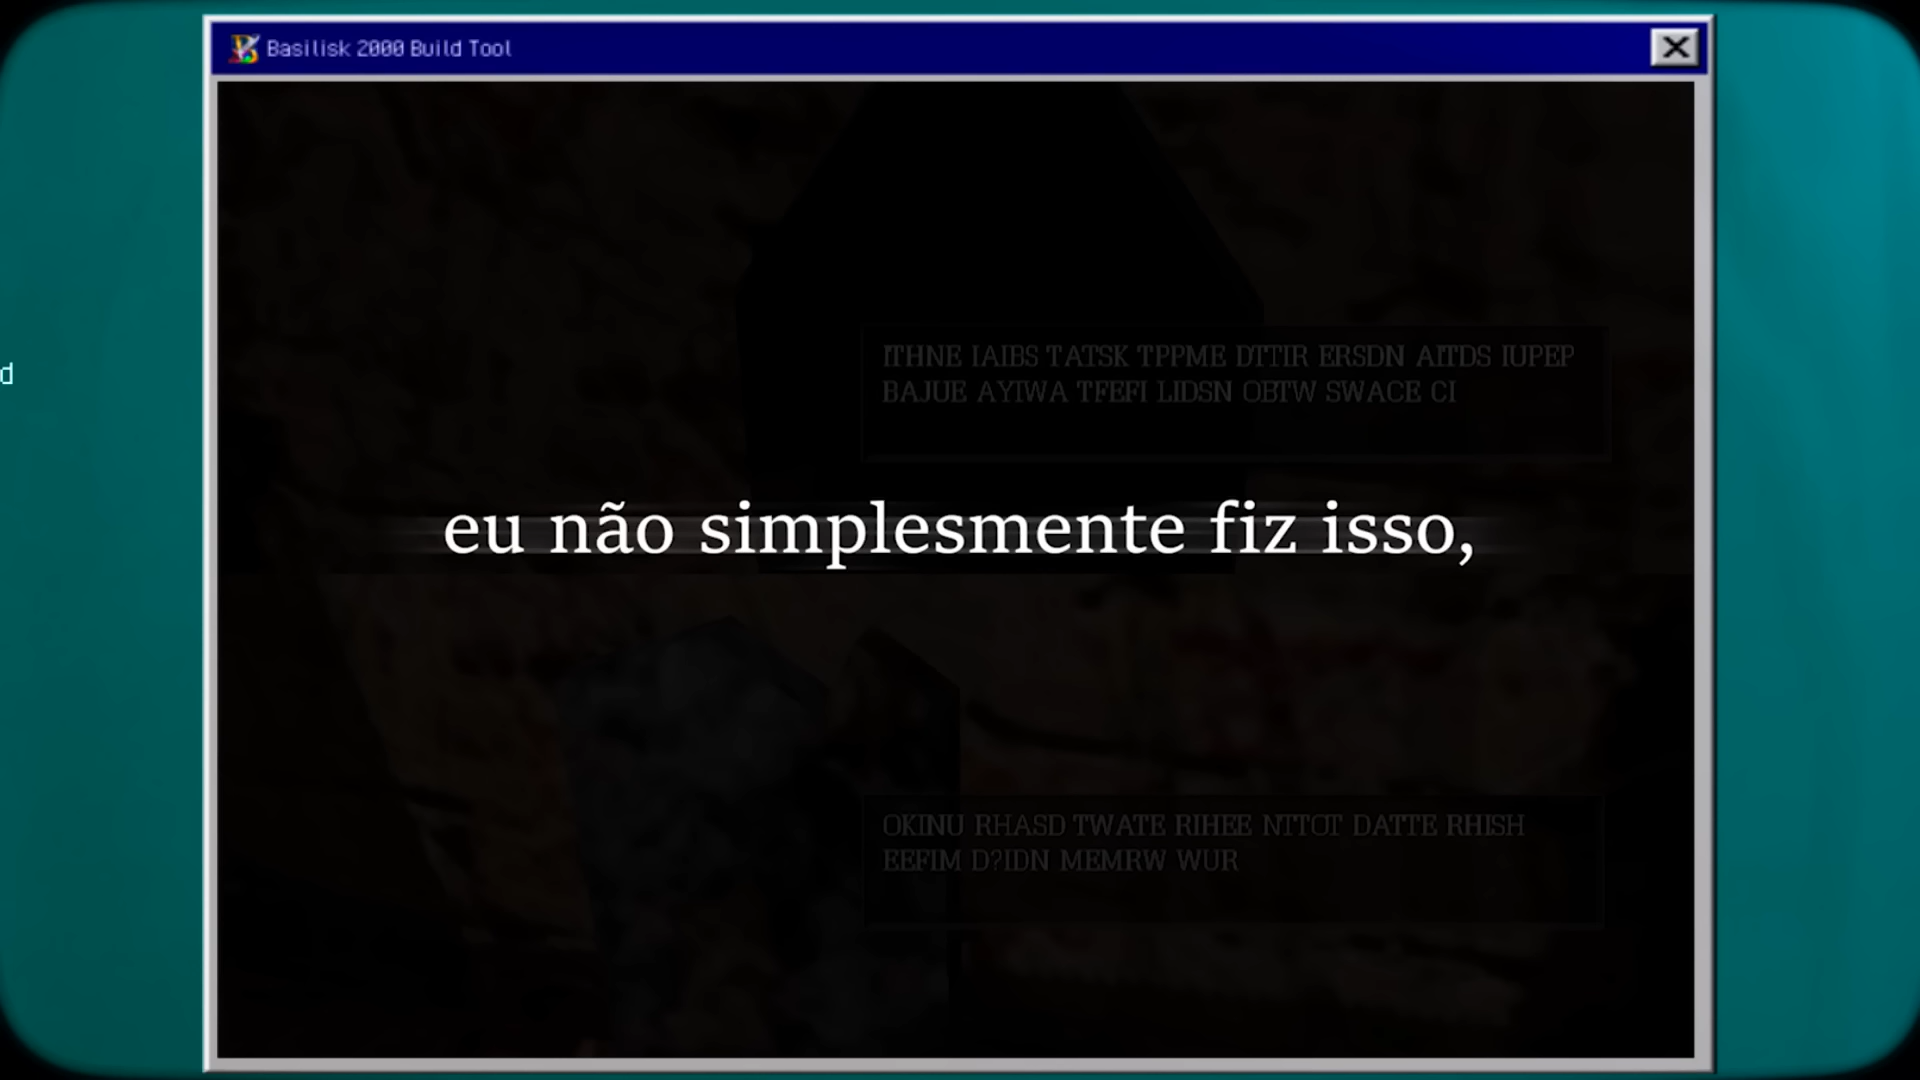 Basilisk 2000 Build Tool
d
ITHNE IAIBS TATSK TPPME DTTIR ERSDN AITDS IUPEP
BAJUE AYIWA TFEFI LIDSN OBTW SWACE CI
eu não simplesmente fiz isso,
OKINU RHASD TWATE RIHEE NTTOT DATTE RHISH
EEFIM D?IDN MEMRW WUR